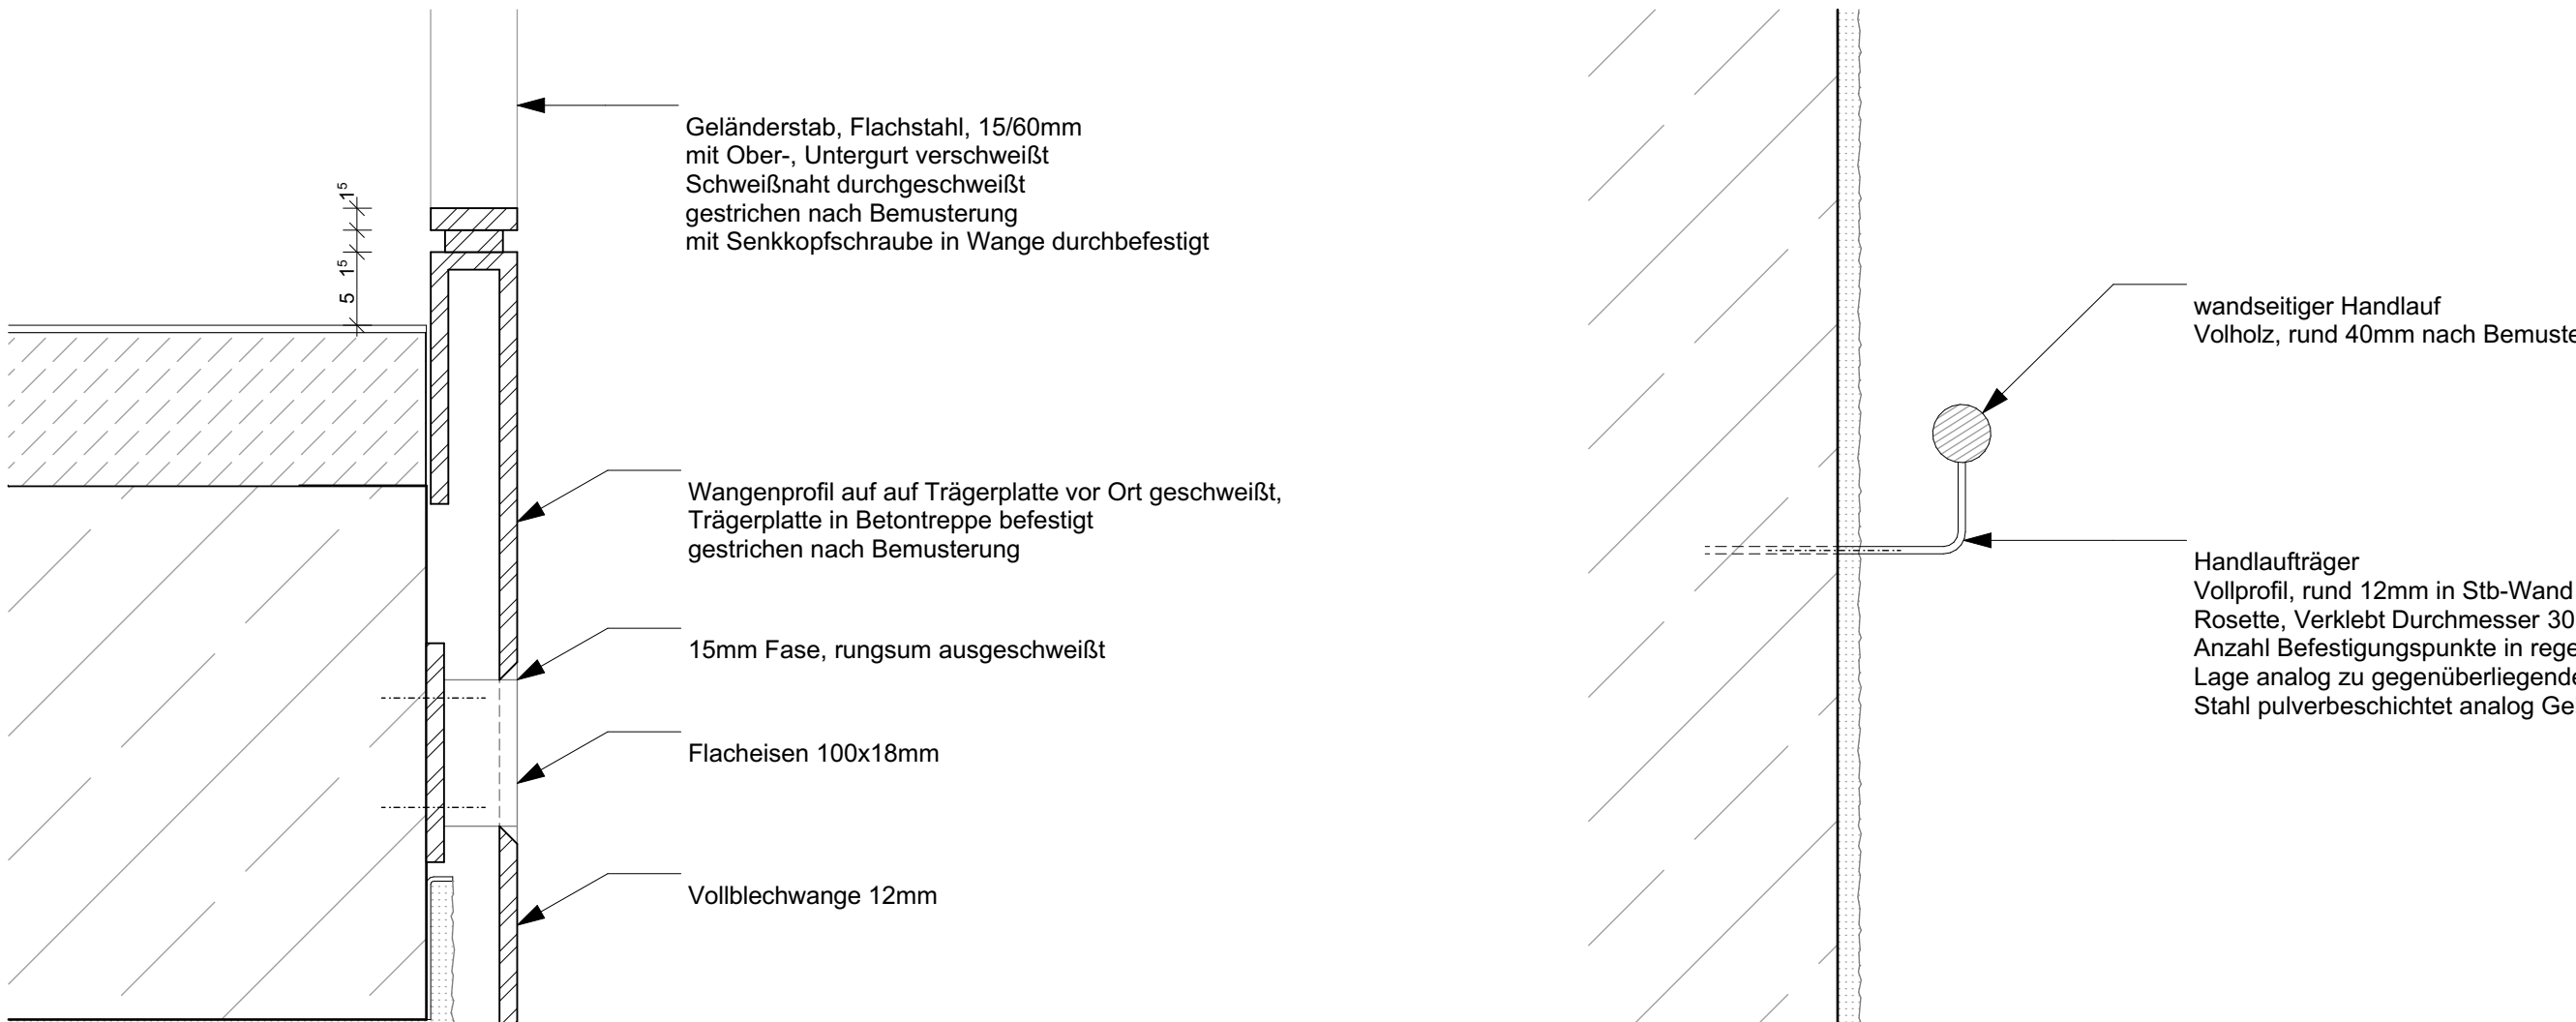 Geländerstab, Flachstahl, 15/60mm
mit Ober-, Untergurt verschweißt
Schweißnaht durchgeschweißt
gestrichen nach Bemusterung
mit Senkkopfschraube in Wange durchbefestigt
1⁵
1⁵
5
Wangenprofil auf auf Trägerplatte vor Ort geschweißt,
Trägerplatte in Betontreppe befestigt
gestrichen nach Bemusterung
15mm Fase, rungsum ausgeschweißt
Flacheisen 100x18mm
Vollblechwange 12mm
wandseitiger Handlauf
Volholz, rund 40mm nach Bemuste
Handlaufträger
Vollprofil, rund 12mm in Stb-Wand
Rosette, Verklebt Durchmesser 30
Anzahl Befestigungspunkte in rege
Lage analog zu gegenüberliegende
Stahl pulverbeschichtet analog Ge